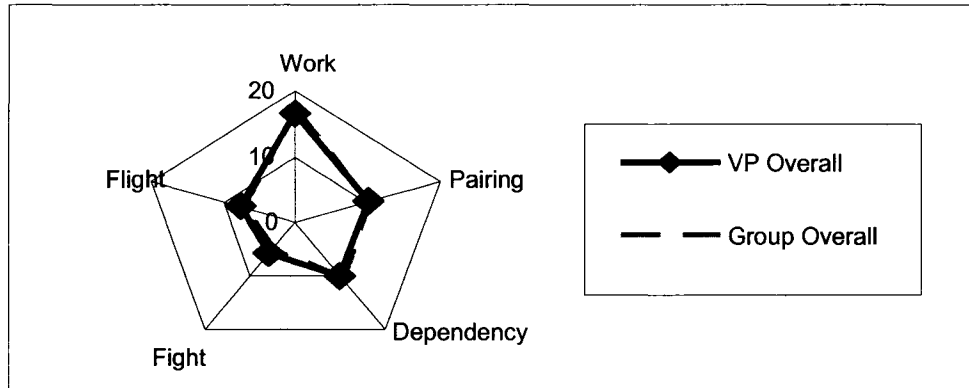 Work
20
10
Flight
Pairing
0
Dependency
Fight
VP Overall
Group Overall